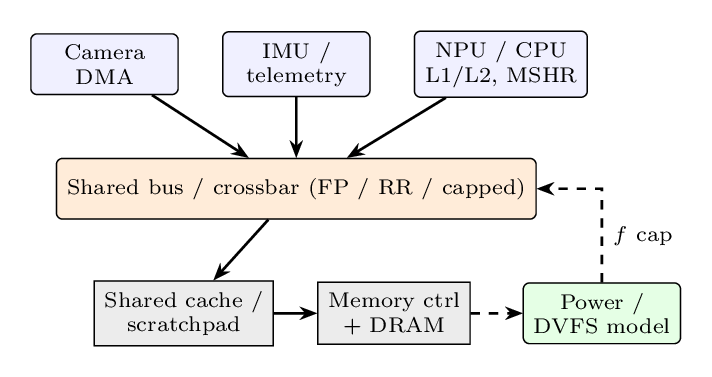 Camera
DMA
IMU /
telemetry
NPU / CPU
L1/L2, MSHR
Shared bus / crossbar (FP / RR / capped)
f cap
Shared cache /
scratchpad
Memory ctrl
+ DRAM
Power /
DVFS model